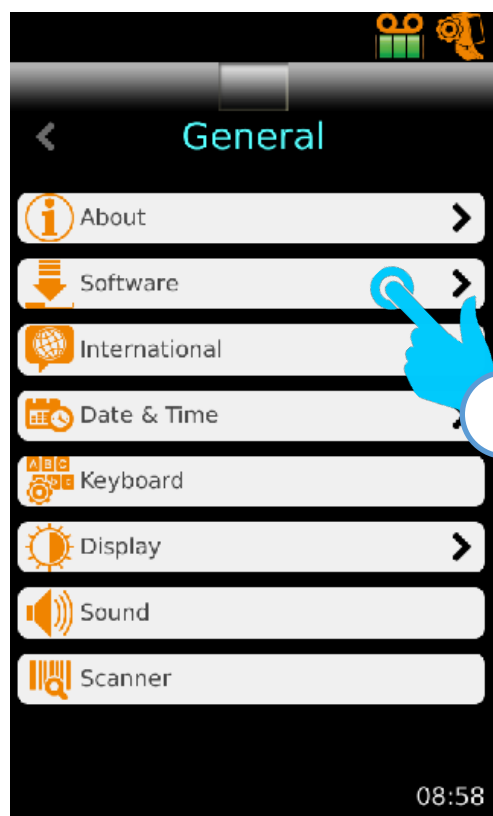 General
About
Software
International
Date & Time
A B C
Keyboard
Display
Sound
Scanner
08:58